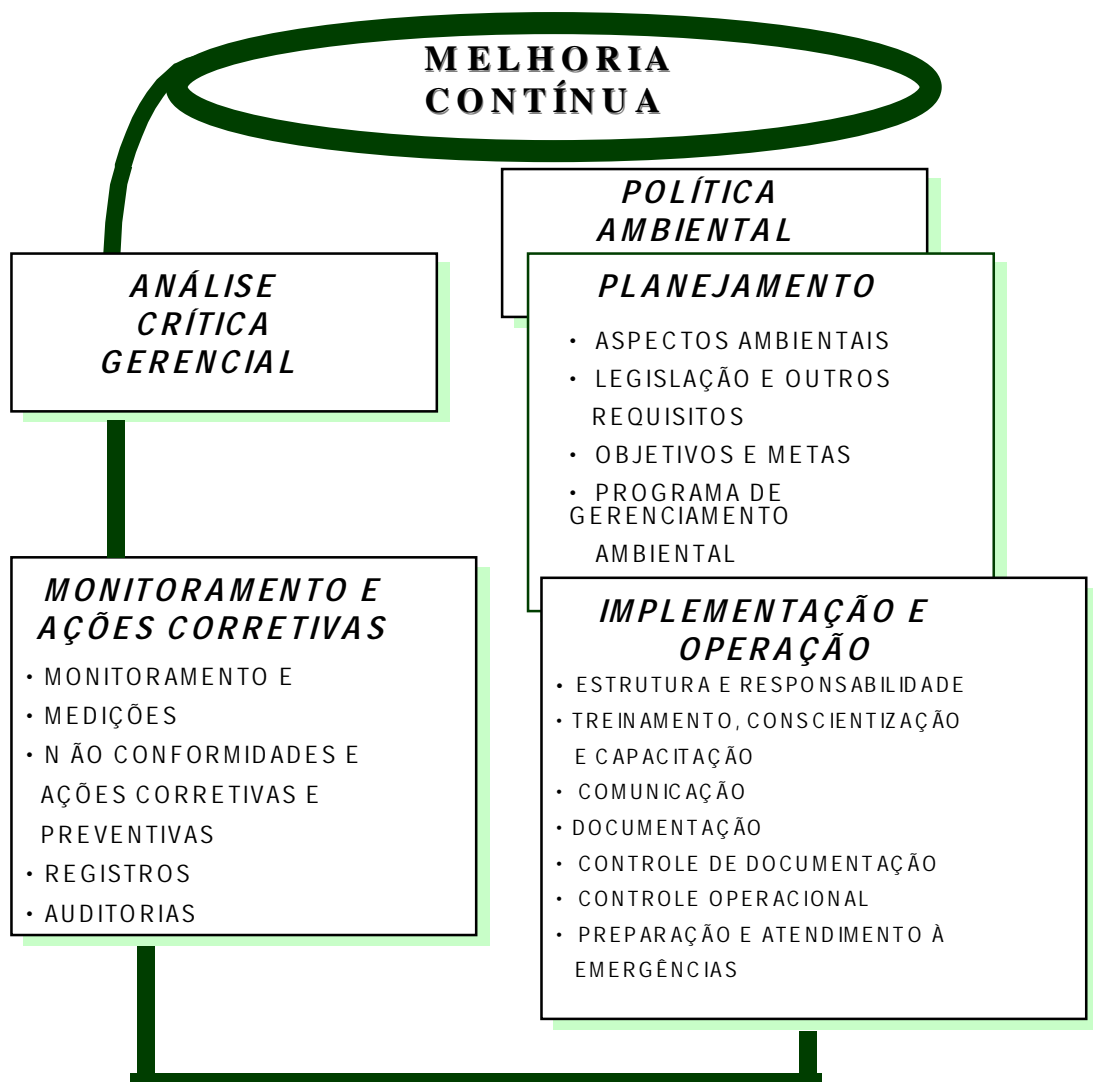 MELHORIA
CONTÍNUA
POLÍTICA
AMBIENTAL
PLANEJAMENTO
• ASPECTOS AMBIENTAIS
• LEGISLAÇÃO E OUTROS
REQUISITOS
• OBJETIVOS E METAS
• PROGRAMA DE
GERENCIAMENTO
AMBIENTAL
ANÁLISE
CRÍTICA
GERENCIAL
MONITORAMENTO E
AÇÕES CORRETIVAS
• MONITORAMENTO E
• MEDIÇÕES
• N ÃO CONFORMIDADES E
AÇÕES CORRETIVAS E
PREVENTIVAS
• REGISTROS
• AUDITORIAS
IMPLEMENTAÇÃO E
OPERAÇÃO
• ESTRUTURA E RESPONSABILIDADE
• TREINAMENTO, CONSCIENTIZAÇÃO
E CAPACITAÇÃO
• COMUNICAÇÃO
• DOCUMENTAÇÃO
• CONTROLE DE DOCUMENTAÇÃO
• CONTROLE OPERACIONAL
• PREPARAÇÃO E ATENDIMENTO À
EMERGÊNCIAS